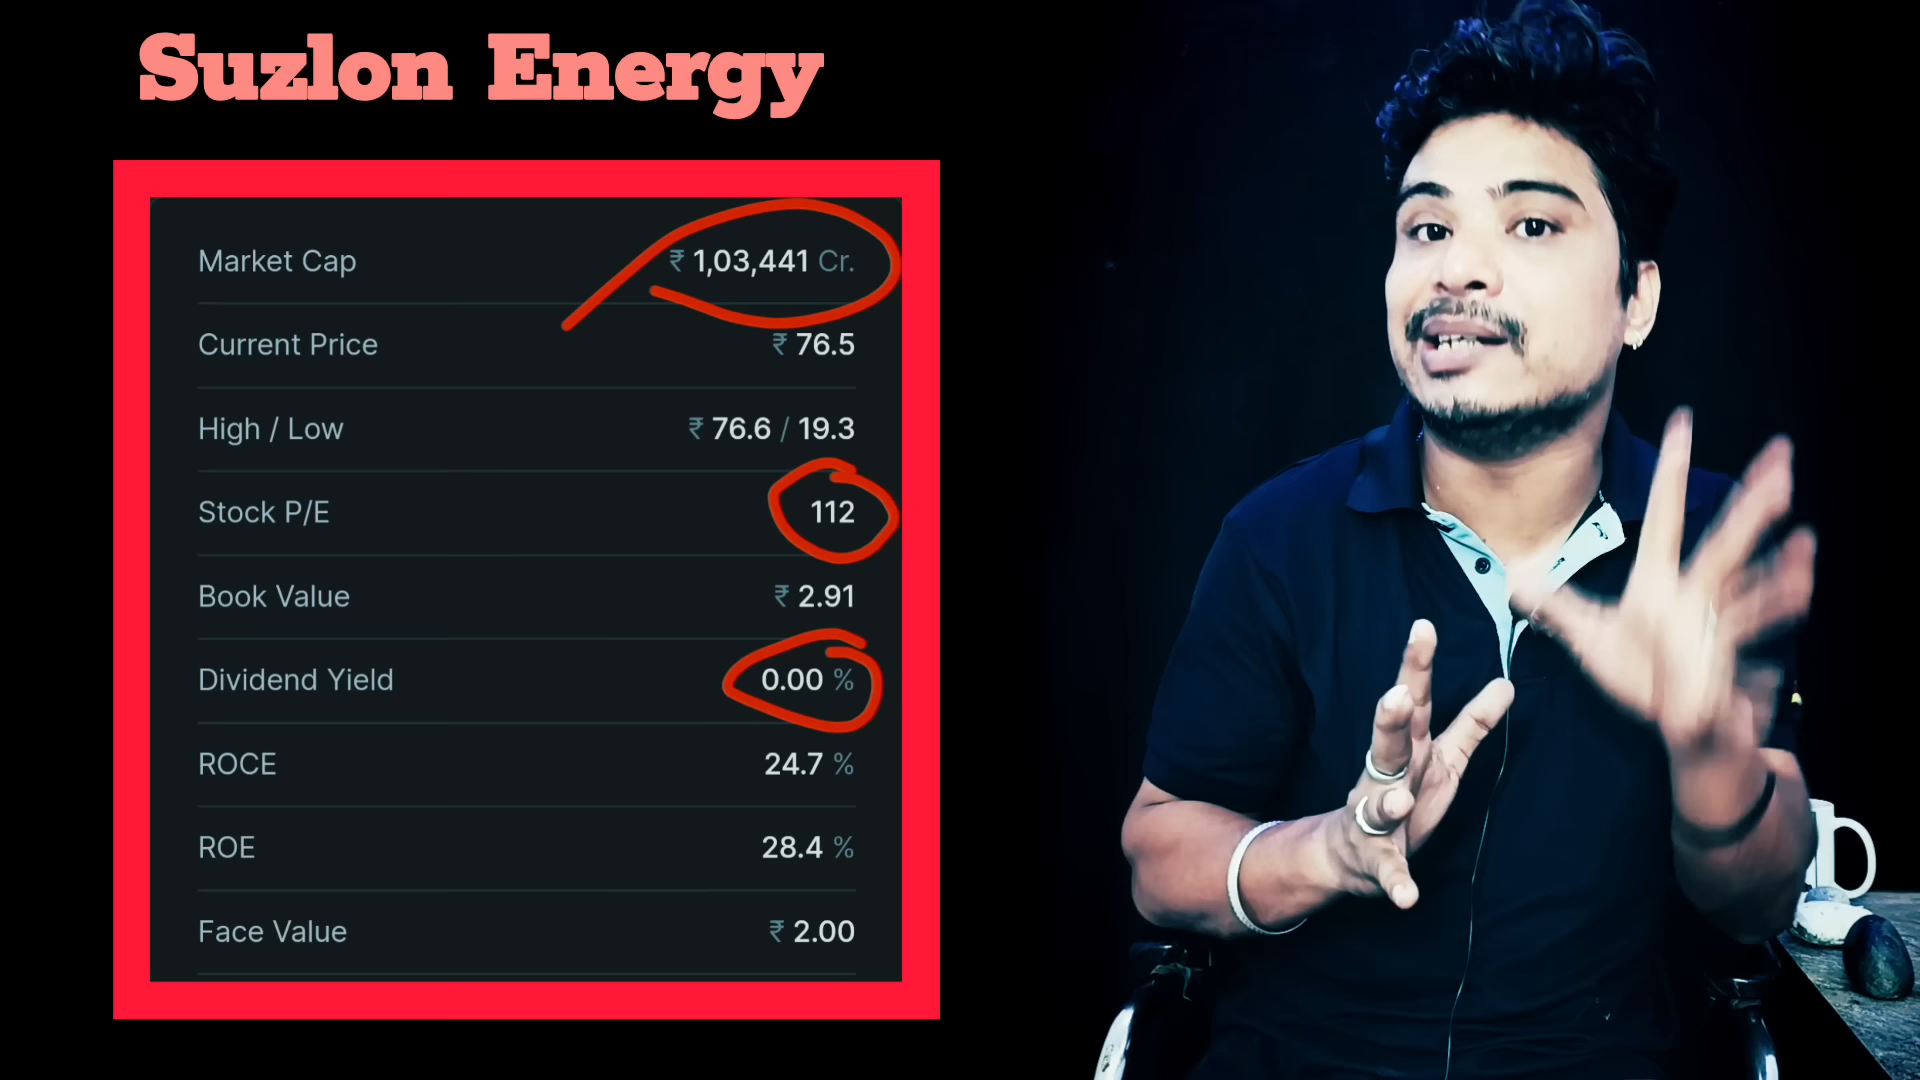 Suzlon Energy
Market Cap ₹ 1,03,441 Cr.
Current Price ₹ 76.5
High / Low ₹ 76.6 / 19.3
Stock P/E 112
Book Value ₹ 2.91
Dividend Yield 0.00 %
ROCE 24.7 %
ROE 28.4 %
Face Value ₹ 2.00